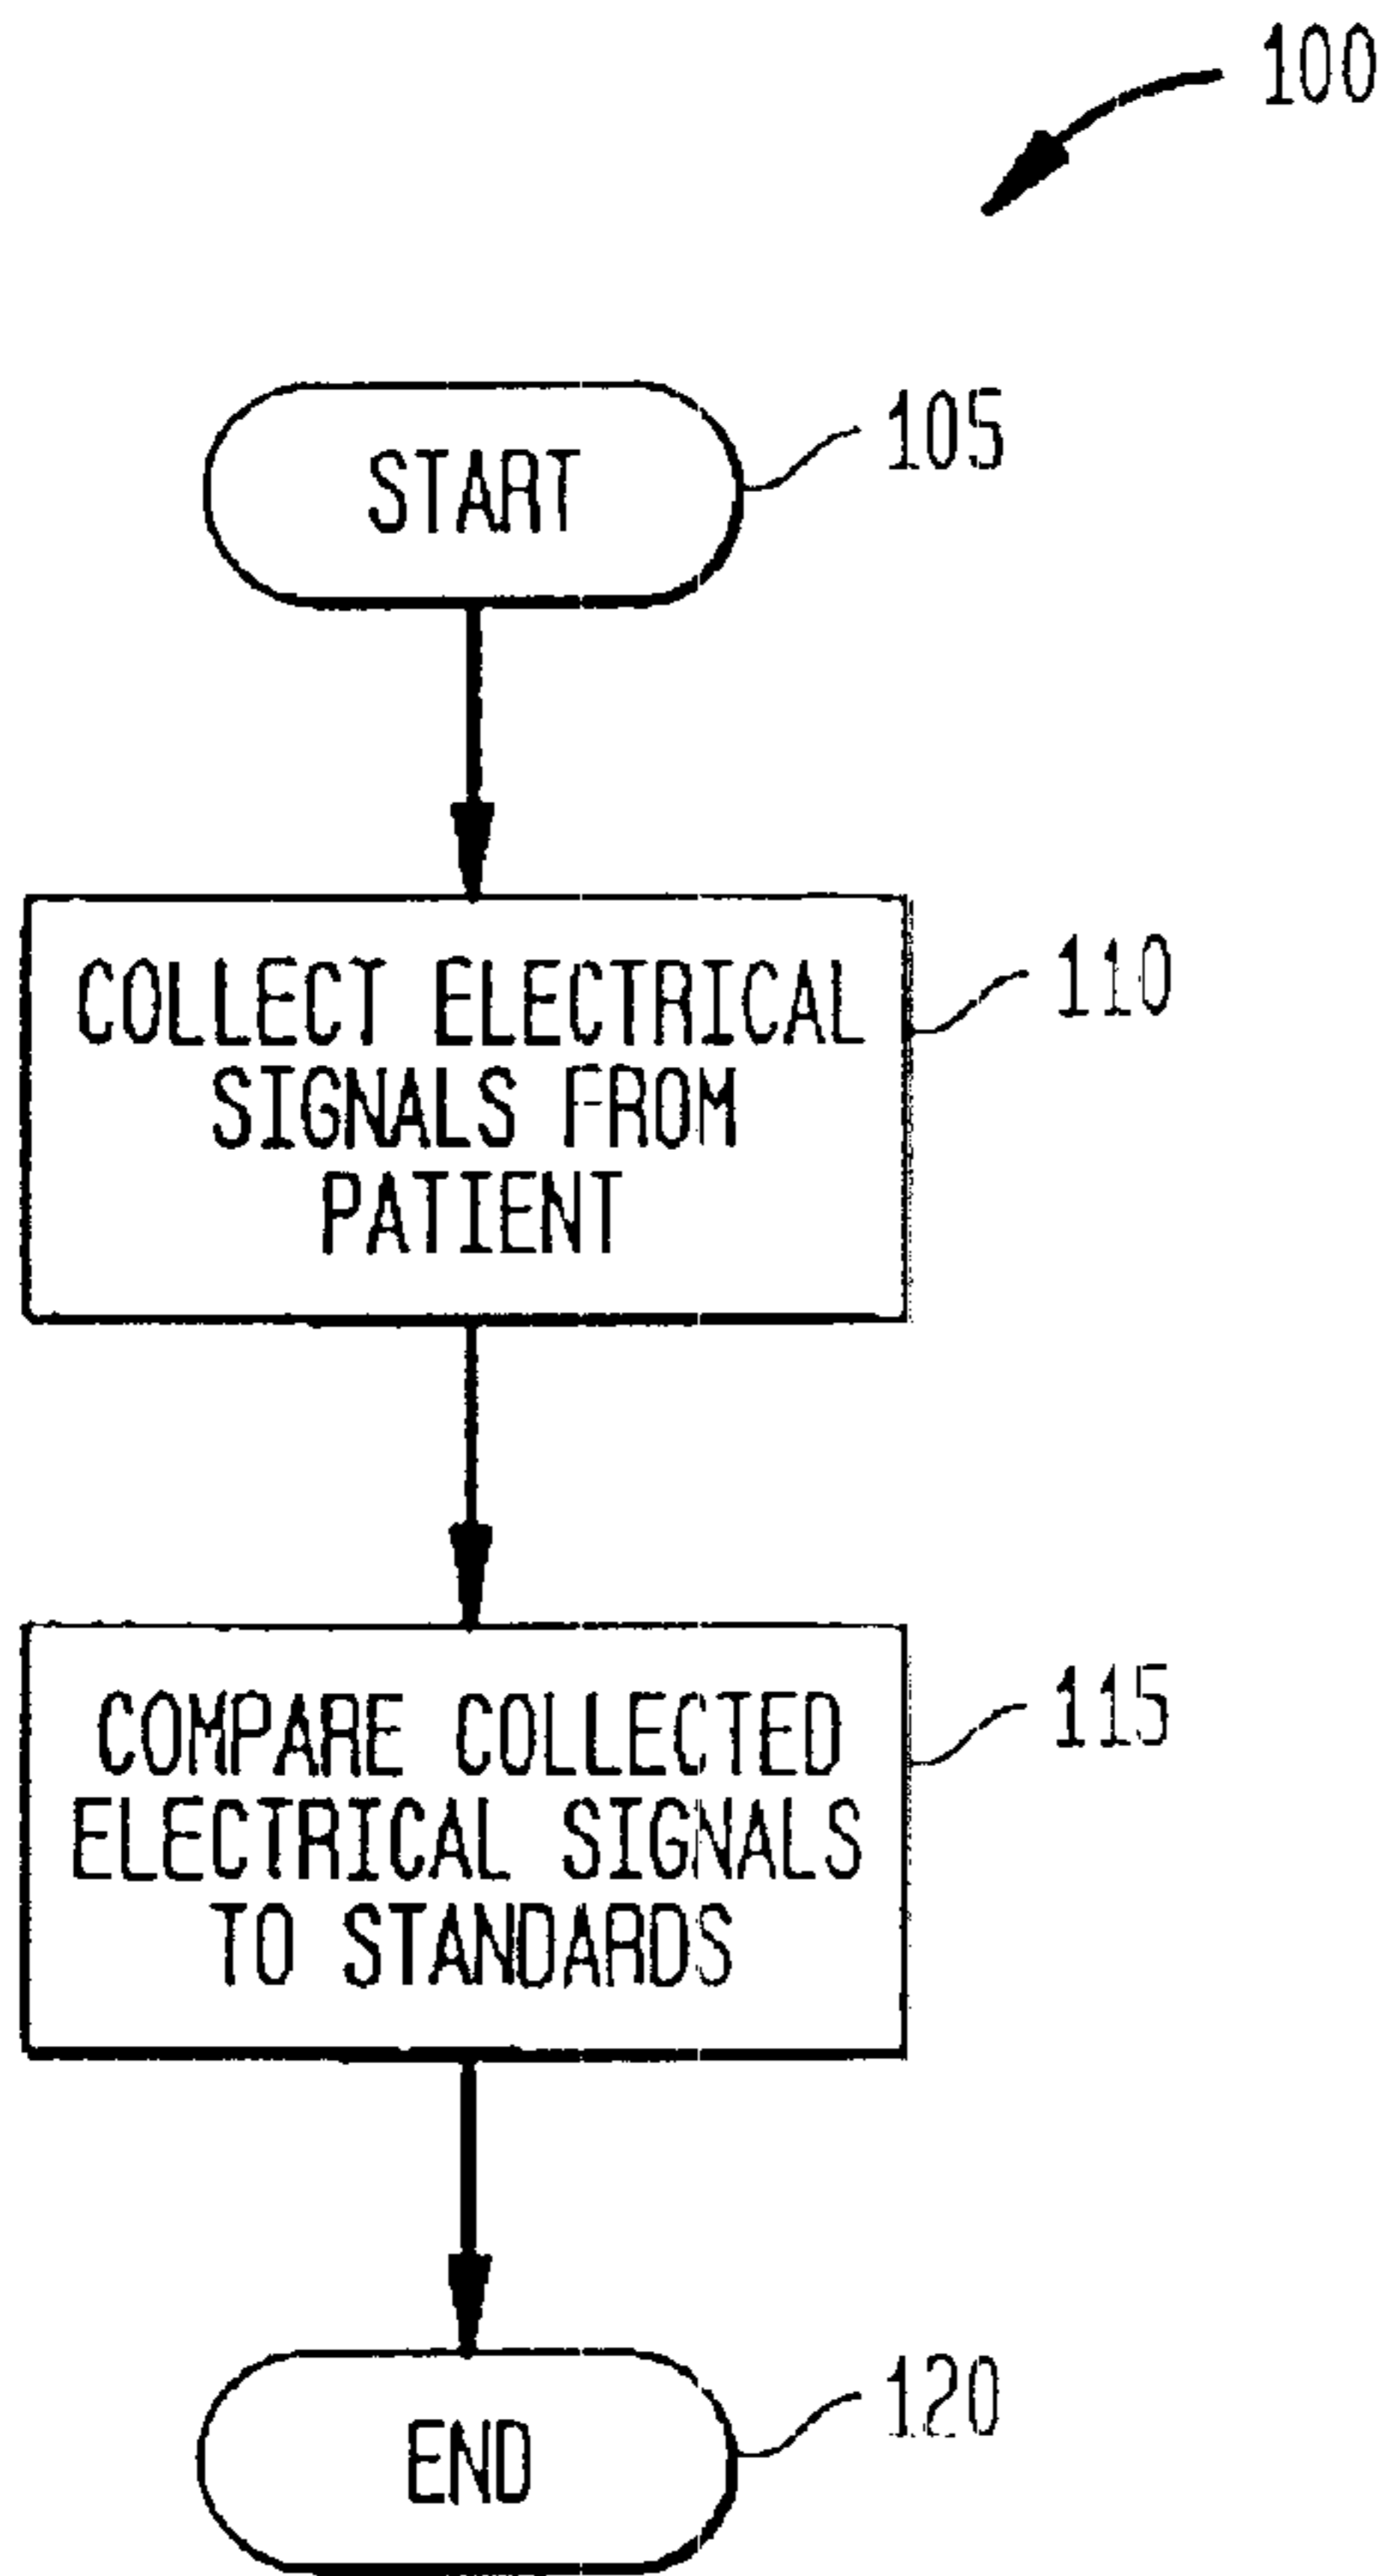 100
START
105
COLLECT ELECTRICAL
SIGNALS FROM
PATIENT
110
COMPARE COLLECTED
ELECTRICAL SIGNALS
TO STANDARDS
115
END
120